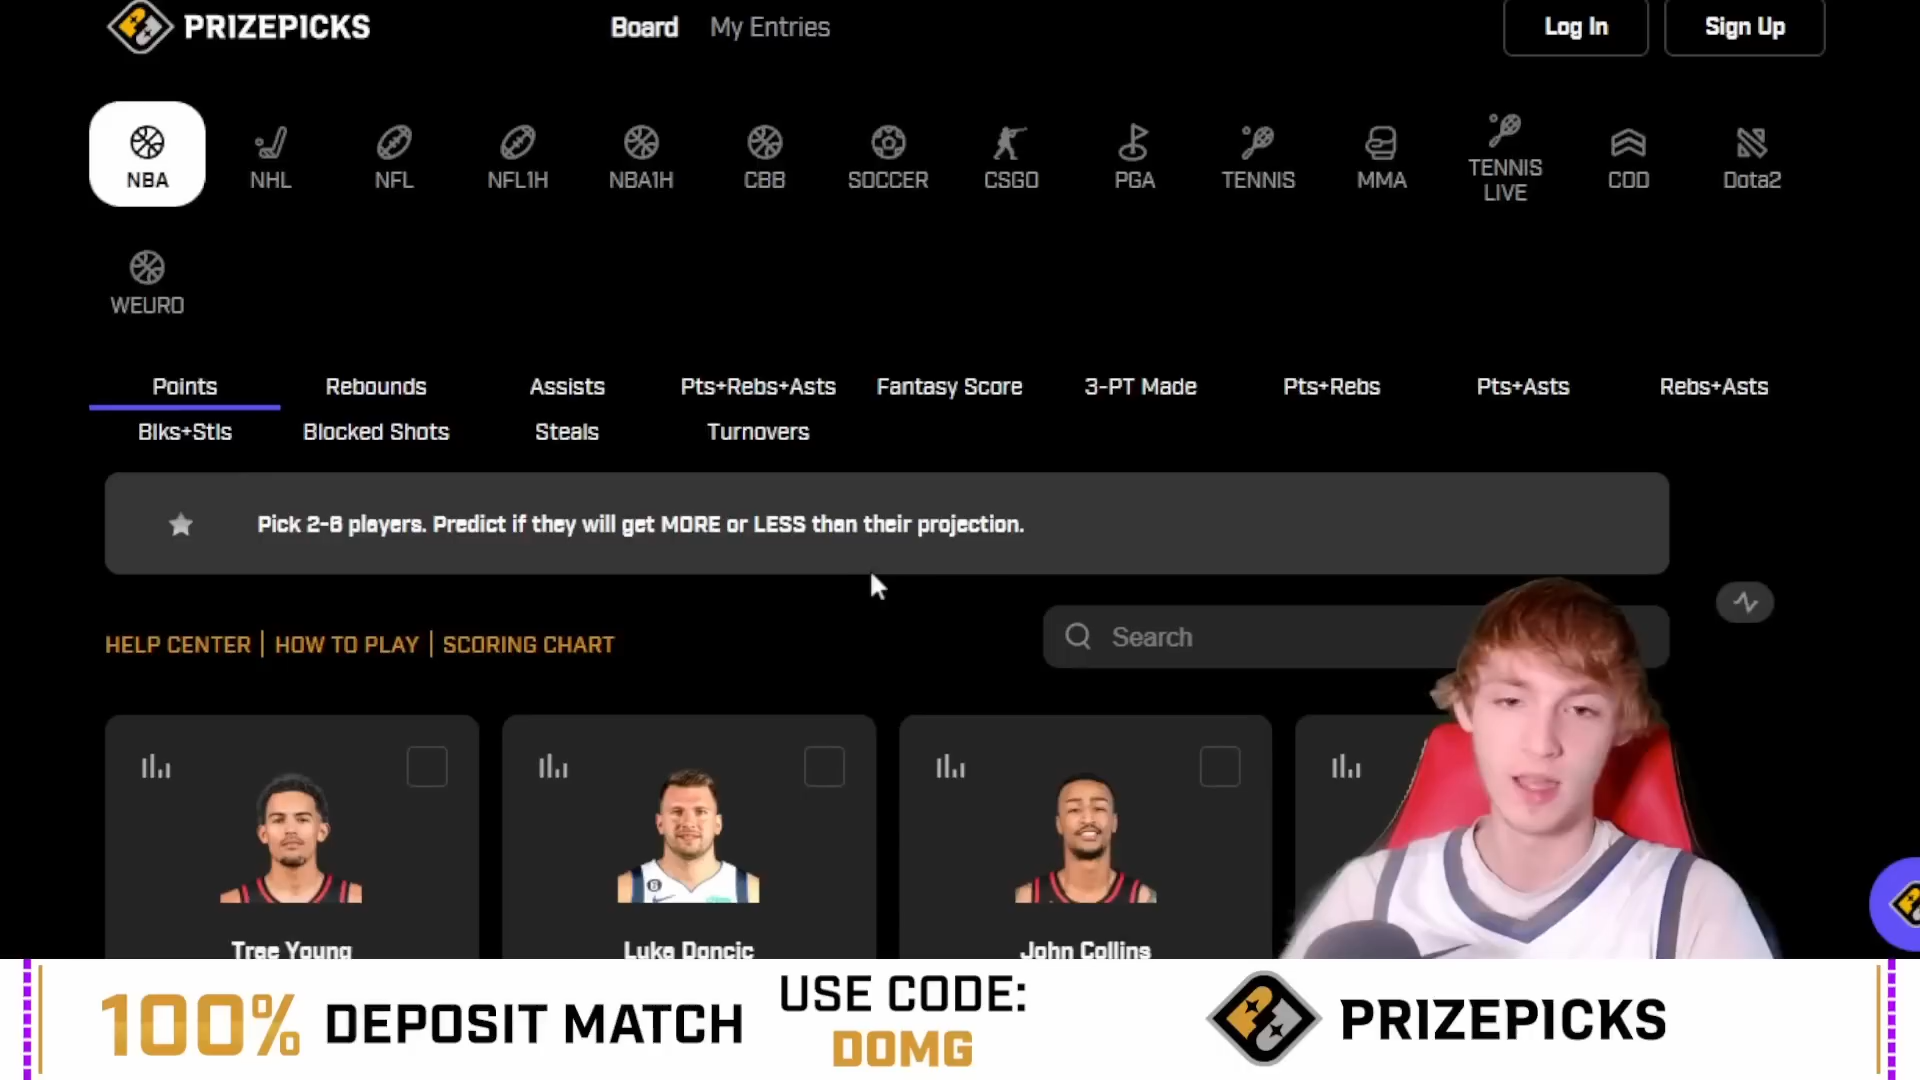 PRIZEPICKS
Board My Entries
Log In Sign Up
NBA NHL NFL NFL1H NBA1H CBB SOCCER CSGO PGA TENNIS MMA TENNIS LIVE COD Dota2
WEURO
Points Rebounds Assists Pts+Rebs+Asts Fantasy Score 3-PT Made Pts+Rebs Pts+Asts Rebs+Asts
Blks+Stls Blocked Shots Steals Turnovers
Pick 2-6 players. Predict if they will get MORE or LESS than their projection.
HELP CENTER | HOW TO PLAY | SCORING CHART
Search
Trae Young Luka Doncic John Collins
100% DEPOSIT MATCH
USE CODE:
DOMG
PRIZEPICKS